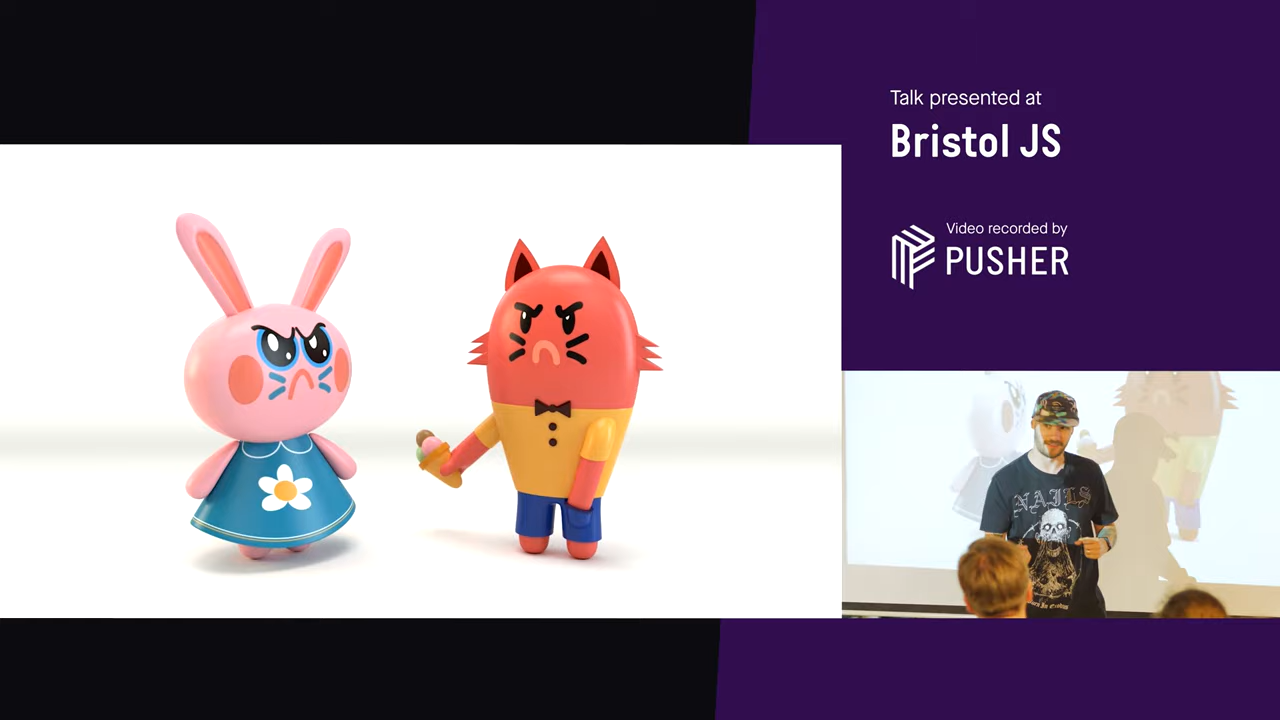 Talk presented at
Bristol JS
Video recorded by
PUSHER
NAILS